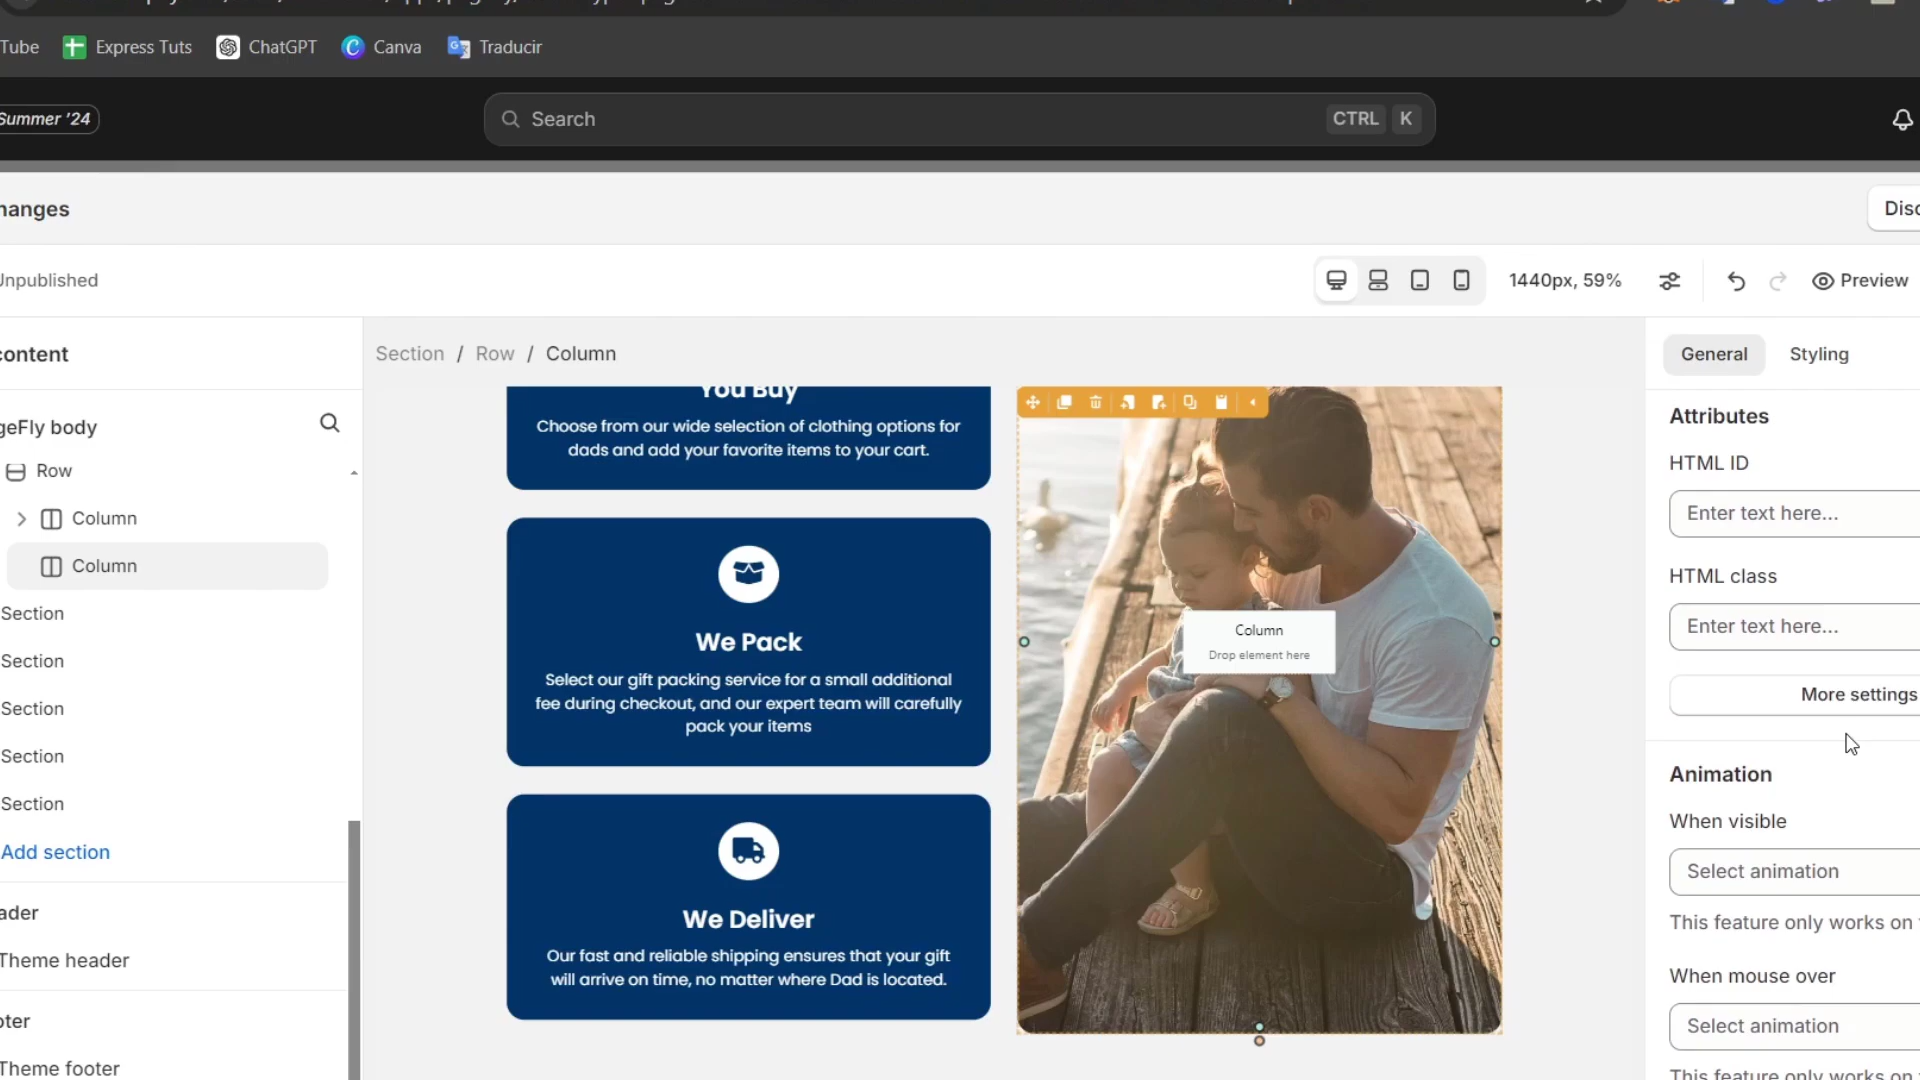 Tube
Express Tuts
ChatGPT
Canva
Traducir
Summer '24
Search
CTRL
K
hanges
Disc
Unpublished
1440px, 59%
Preview
content
Section / Row / Column
General
Styling
geFly body
Row
Column
Column
Section
Section
Section
Section
Section
Add section
ader
Theme header
oter
Theme footer
You Buy
Choose from our wide selection of clothing options for
dads and add your favorite items to your cart.
We Pack
Select our gift packing service for a small additional
fee during checkout, and our expert team will carefully
pack your items
We Deliver
Our fast and reliable shipping ensures that your gift
will arrive on time, no matter where Dad is located.
Column
Drop element here
Attributes
HTML ID
Enter text here...
HTML class
Enter text here...
More settings
Animation
When visible
Select animation
This feature only works on
When mouse over
Select animation
This feature only works on